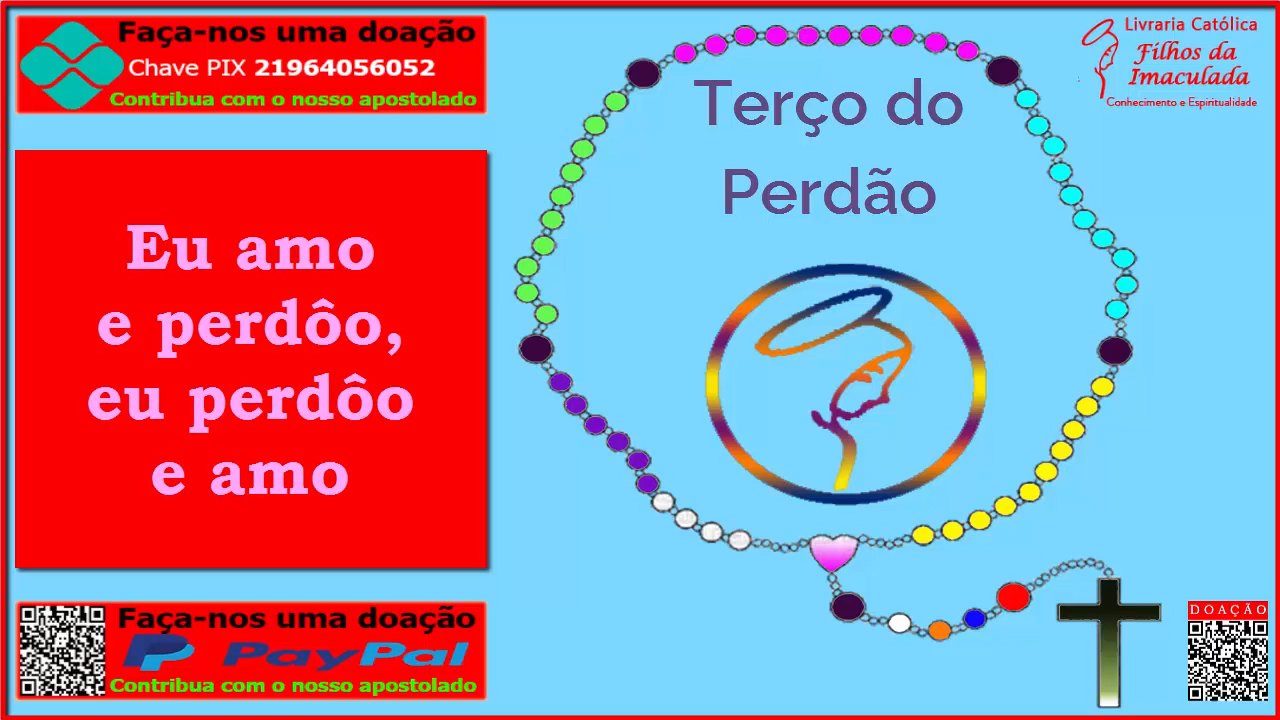 Faça-nos uma doação
Chave PIX 21964056052
Contribua com o nosso apostolado
Eu amo
e perdôo,
eu perdôo
e amo
Faça-nos uma doação
PayPal
Contribua com o nosso apostolado
Terço do
Perdão
Livraria Católica
Filhos da
Imaculada
Conhecimento e Espiritualidade
DOAÇÃO